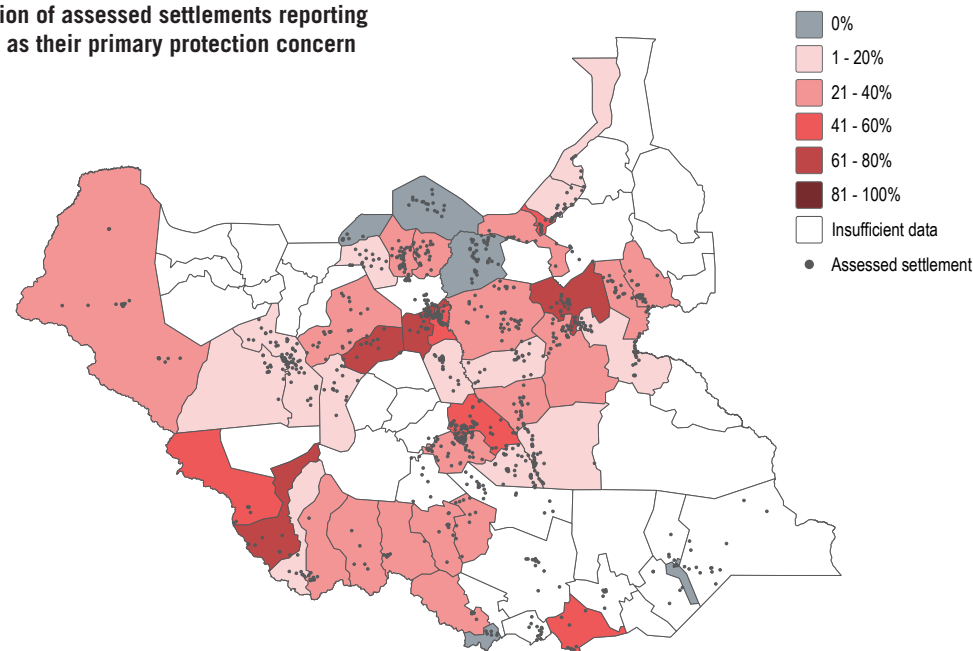 of assessed settlements reporting
as their primary protection concern
0%
1 - 20%
21 - 40%
41 - 60%
61 - 80%
81 - 100%
Insufficient data
Assessed settlement